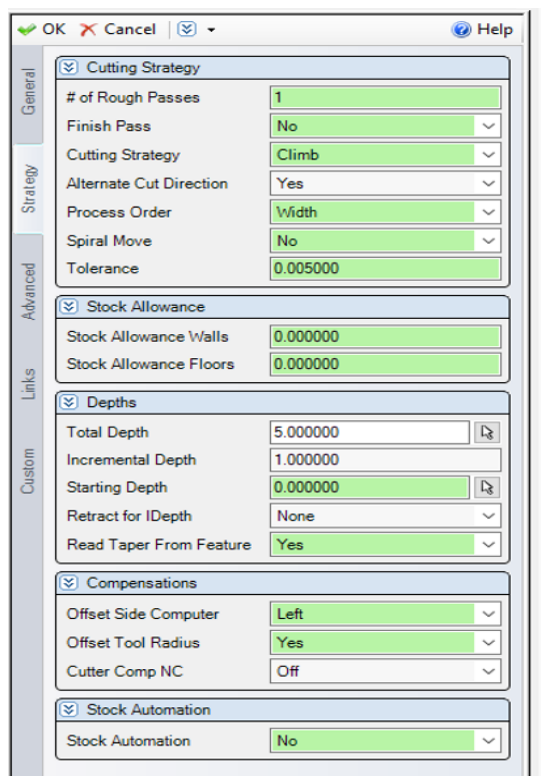 OK Cancel Help
General
Strategy
Advanced
Links
Custom
Cutting Strategy
# of Rough Passes 1
Finish Pass No
Cutting Strategy Climb
Alternate Cut Direction Yes
Process Order Width
Spiral Move No
Tolerance 0.005000
Stock Allowance
Stock Allowance Walls 0.000000
Stock Allowance Floors 0.000000
Depths
Total Depth 5.000000
Incremental Depth 1.000000
Starting Depth 0.000000
Retract for IDepth None
Read Taper From Feature Yes
Compensations
Offset Side Computer Left
Offset Tool Radius Yes
Cutter Comp NC Off
Stock Automation
Stock Automation No